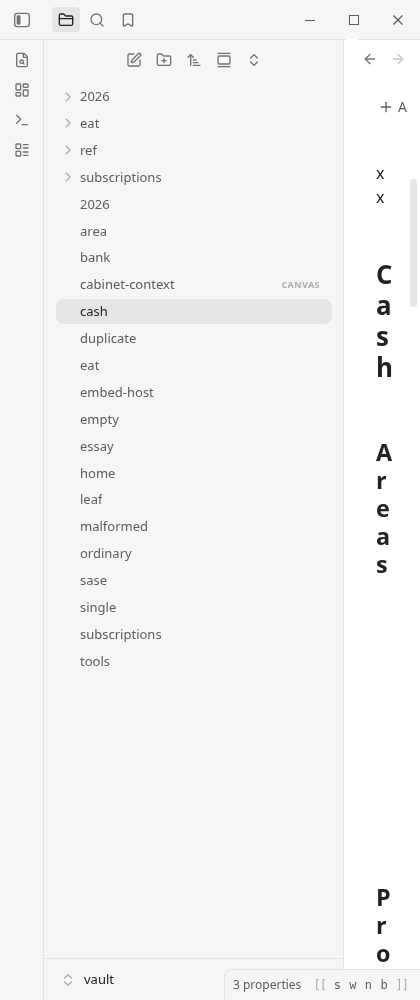 2026
eat
ref
subscriptions
2026
area
bank
cabinet-context CANVAS
cash
duplicate
eat
embed-host
empty
essay
home
leaf
malformed
ordinary
sase
single
subscriptions
tools
vault
A
x
x
C
a
s
h
A
r
e
a
s
P
r
o
3 properties [[ s w n b ]]